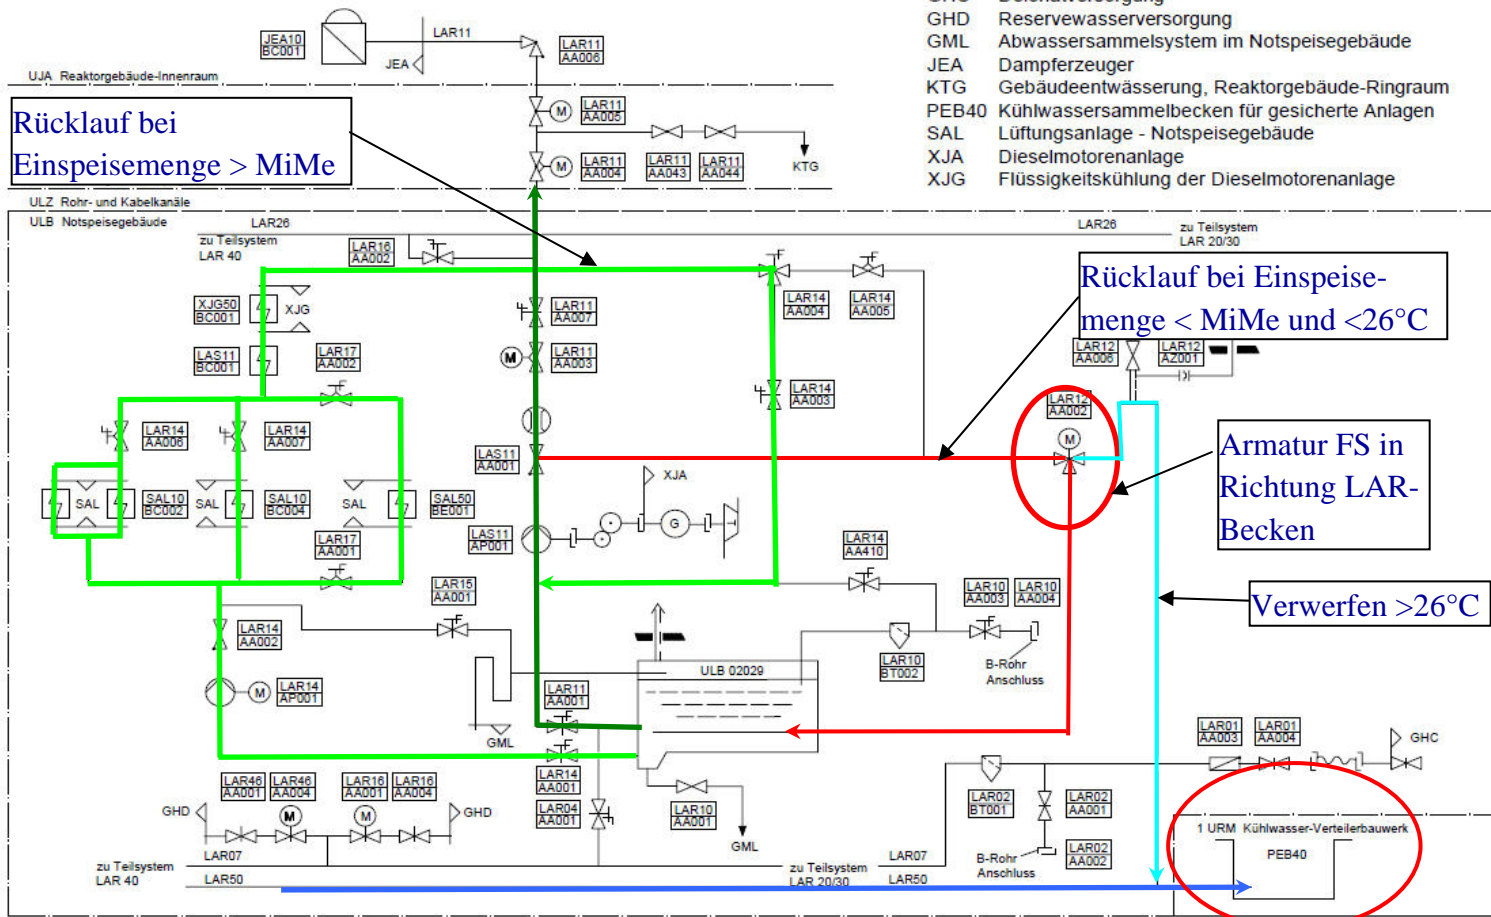 GHD Reservewasserversorgung
GML Abwassersammelsystem im Notspeisegebäude
JEA Dampferzeuger
KTG Gebäudeentwässerung, Reaktorgebäude-Ringraum
PEB40 Kühlwassersammelbecken für gesicherte Anlagen
SAL Lüftungsanlage - Notspeisegebäude
XJA Dieselmotorenanlage
XJG Flüssigkeitskühlung der Dieselmotorenanlage
JEA10
BC001
LAR11
JEA
LAR11
AA006
UJA Reaktorgebäude-Innenraum
Rücklauf bei
Einspeisemenge > MiMe
M
LAR11
AA005
M
LAR11
AA004
LAR11
AA043
LAR11
AA044
KTG
ULZ Rohr- und Kabelkanäle
ULB Notspeisegebäude
LAR26
LAR26
zu Teilsystem
LAR 40
LAR16
AA002
zu Teilsystem
LAR 20/30
Rücklauf bei Einspeise-
menge < MiMe und <26°C
XJG50
BC001
XJG
LAR11
AA007
LAR14
AA004
LAR14
AA005
LAS11
BC001
LAR17
AA002
M
LAR11
AA003
LAR12
AA006
LAR12
AZ001
LAR14
AA003
LAR12
AA002
M
LAR14
AA006
LAR14
AA007
LAS11
AA001
Armatur FS in
Richtung LAR-
Becken
XJA
SAL
SAL10
BC002
SAL
SAL10
BC004
SAL
SAL50
BE001
G
LAS11
AP001
LAR17
AA001
LAR14
AA410
LAR15
AA001
LAR10
AA003
LAR10
AA004
Verwerfen >26°C
LAR14
AA002
LAR10
BT002
B-Rohr
Anschluss
ULB 02029
M
LAR14
AP001
LAR11
AA001
GML
LAR14
AA001
LAR04
AA001
LAR10
AA001
GML
LAR01
AA003
LAR01
AA004
GHC
LAR46
AA001
LAR46
AA004
LAR16
AA001
LAR16
AA004
GHD
M
M
GHD
LAR02
BT001
LAR02
AA001
LAR02
AA002
B-Rohr
Anschluss
1 URM Kühlwasser-Verteilerbauwerk
PEB40
zu Teilsystem
LAR 40
LAR07
LAR50
zu Teilsystem
LAR 20/30
LAR07
LAR50